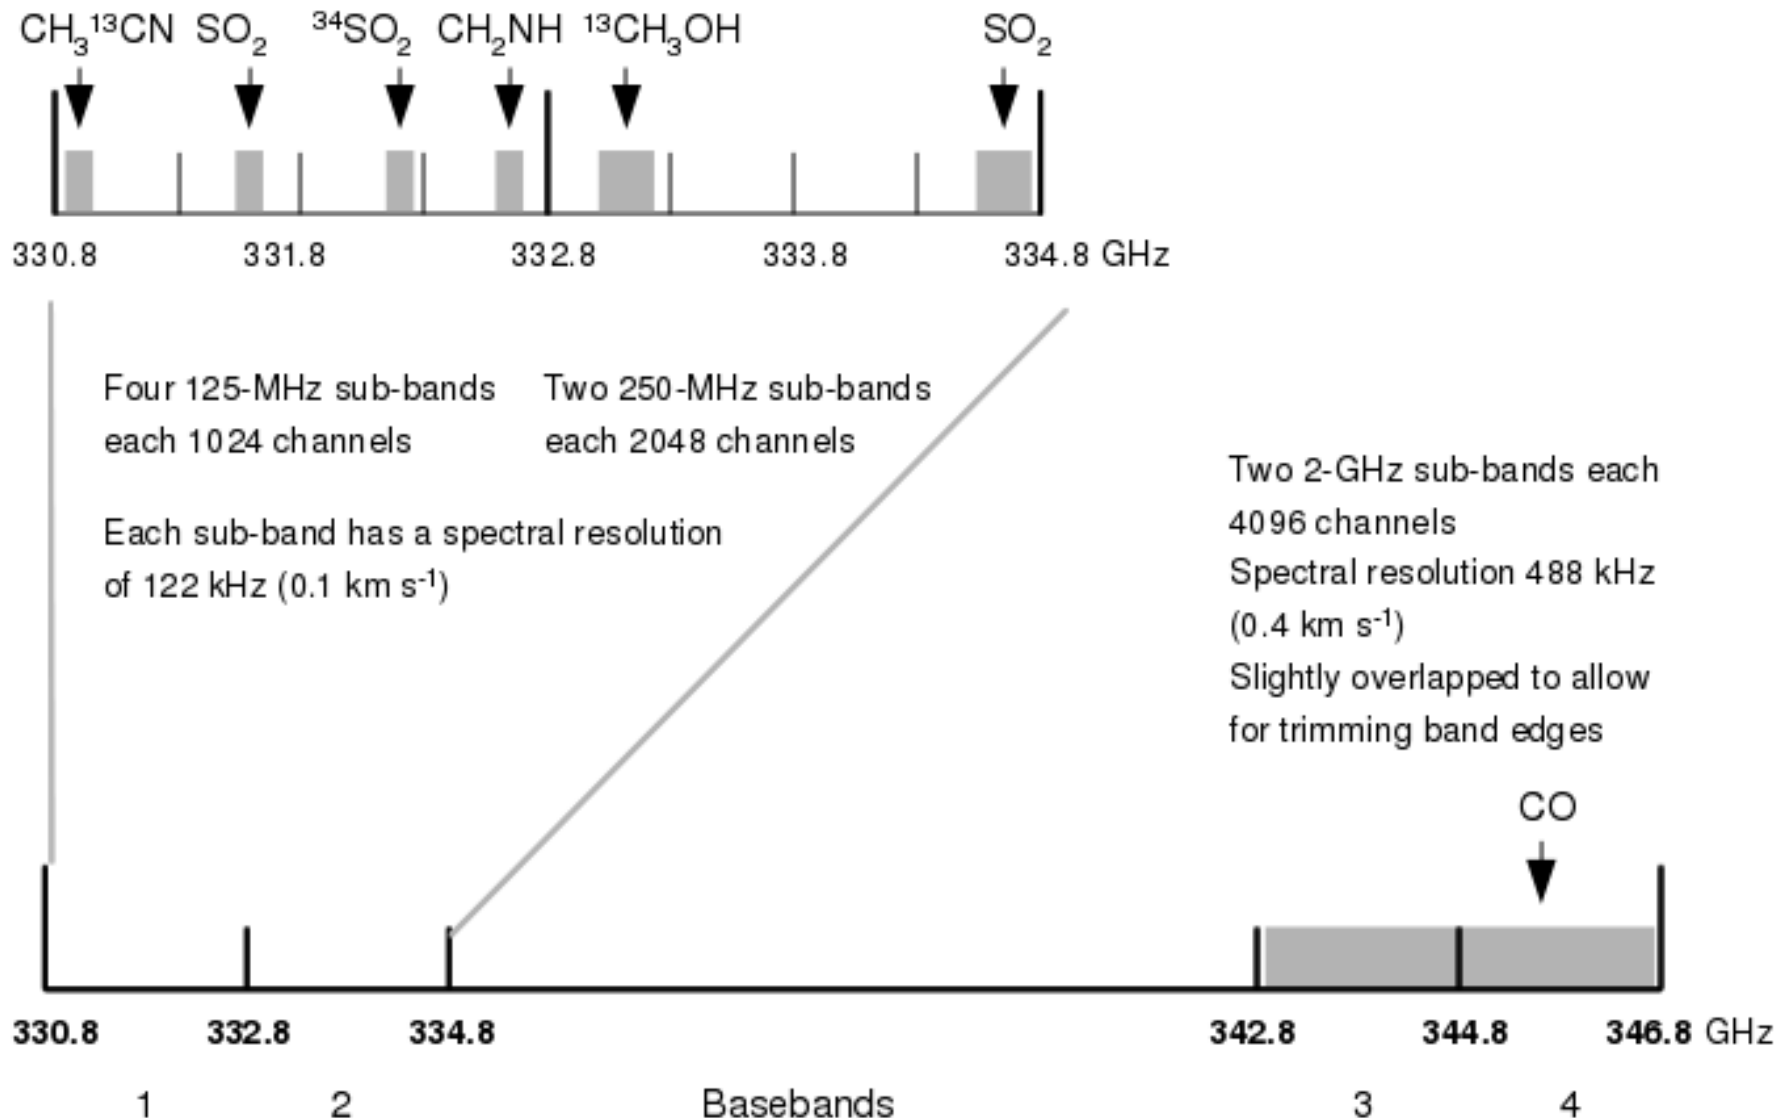 CH₃¹³CN SO₂ ³⁴SO₂ CH₂NH ¹³CH₃OH SO₂
330.8 331.8 332.8 333.8 334.8 GHz
Four 125-MHz sub-bands
each 1024 channels
Two 250-MHz sub-bands
each 2048 channels
Each sub-band has a spectral resolution
of 122 kHz (0.1 km s⁻¹)
Two 2-GHz sub-bands each
4096 channels
Spectral resolution 488 kHz
(0.4 km s⁻¹)
Slightly overlapped to allow
for trimming band edges
CO
330.8 332.8 334.8 342.8 344.8 346.8 GHz
1 2 Basebands 3 4